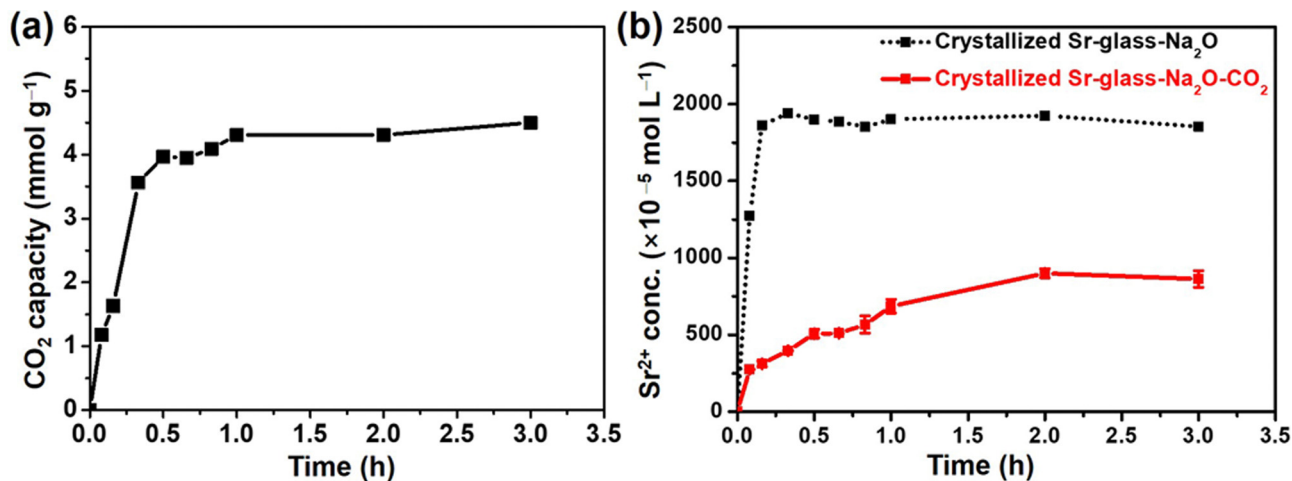 (a)
CO₂ capacity (mmol g⁻¹)
6
5
4
3
2
1
0
0.0 0.5 1.0 1.5 2.0 2.5 3.0 3.5
Time (h)
(b)
Sr²⁺ conc. (×10⁻⁵ mol L⁻¹)
2500
2000
1500
1000
500
0
Crystallized Sr-glass-Na₂O
Crystallized Sr-glass-Na₂O-CO₂
0.0 0.5 1.0 1.5 2.0 2.5 3.0 3.5
Time (h)